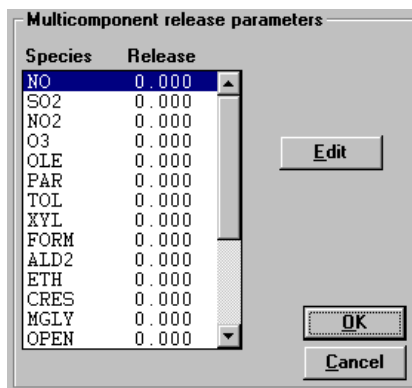 Multicomponent release parameters
Species Release
NO 0.000
SO2 0.000
NO2 0.000
O3 0.000
OLE 0.000
PAR 0.000
TOL 0.000
XYL 0.000
FORM 0.000
ALD2 0.000
ETH 0.000
CRES 0.000
MGLY 0.000
OPEN 0.000
Edit
OK
Cancel